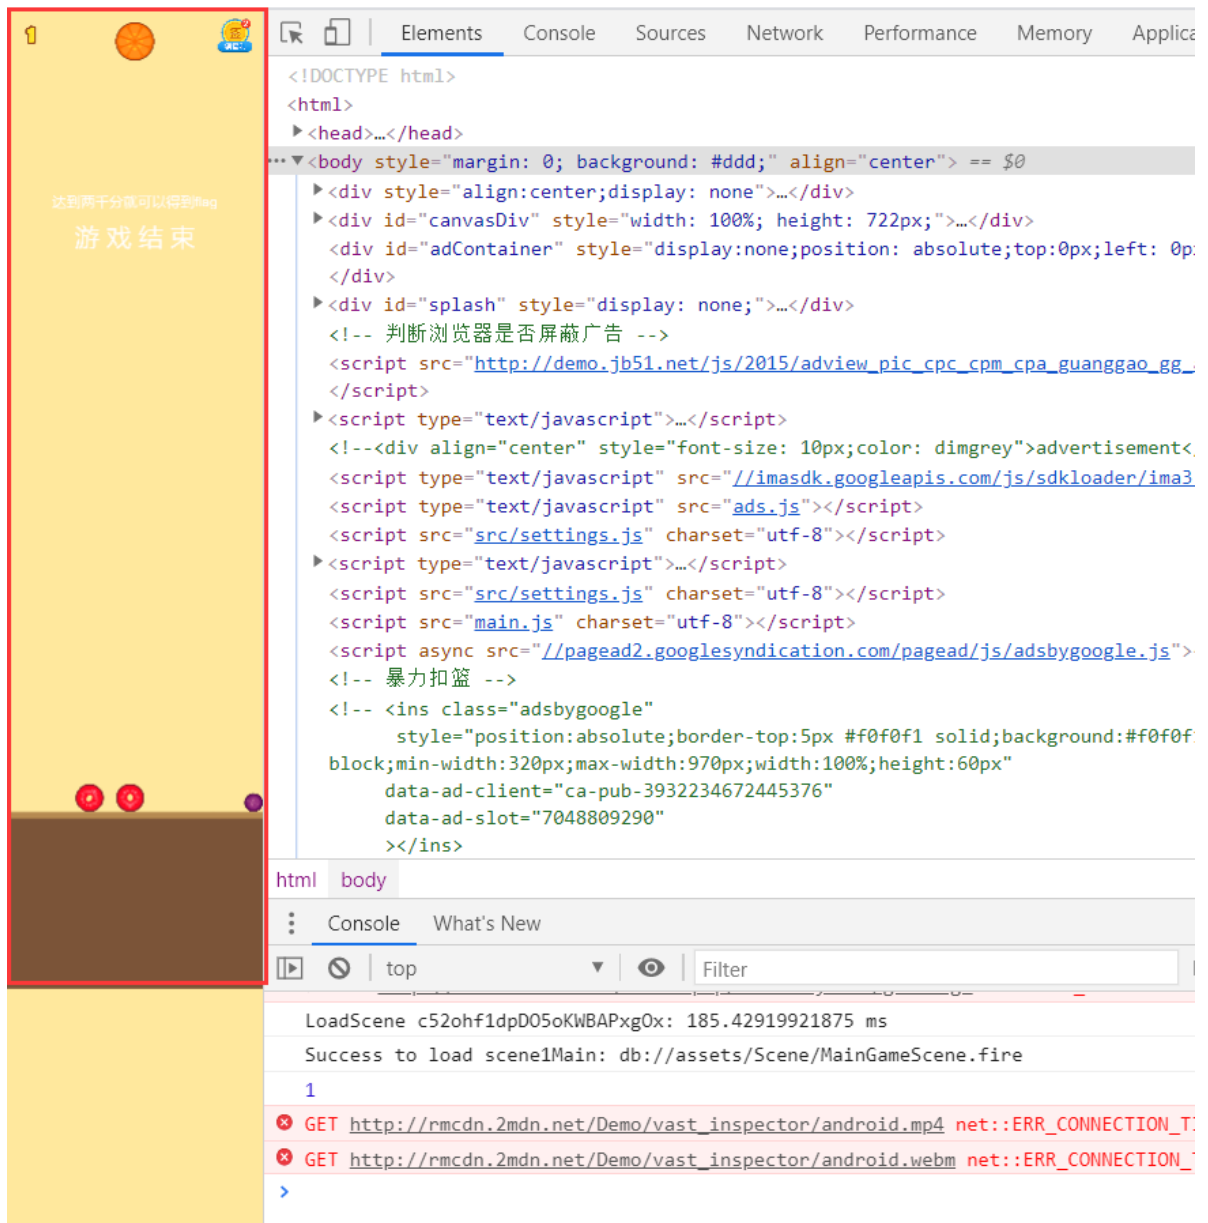 1
2
达到两千分就可以得到flag
游戏结束
Elements Console Sources Network Performance Memory Applica
<!DOCTYPE html>
<html>
<head>…</head>
<body style="margin: 0; background: #ddd;" align="center"> == $0
<div style="align:center;display: none">…</div>
<div id="canvasDiv" style="width: 100%; height: 722px;">…</div>
<div id="adContainer" style="display:none;position: absolute;top:0px;left: 0p
</div>
<div id="splash" style="display: none;">…</div>
<!-- 判断浏览器是否屏蔽广告 -->
<script src="http://demo.jb51.net/js/2015/adview_pic_cpc_cpm_cpa_guanggao_gg_
</script>
<script type="text/javascript">…</script>
<!--<div align="center" style="font-size: 10px;color: dimgrey">advertisement<
<script type="text/javascript" src="//imasdk.googleapis.com/js/sdkloader/ima3
<script type="text/javascript" src="ads.js"></script>
<script src="src/settings.js" charset="utf-8"></script>
<script type="text/javascript">…</script>
<script src="src/settings.js" charset="utf-8"></script>
<script src="main.js" charset="utf-8"></script>
<script async src="//pagead2.googlesyndication.com/pagead/js/adsbygoogle.js">
<!-- 暴力扣篮 -->
<!-- <ins class="adsbygoogle"
style="position:absolute;border-top:5px #f0f0f1 solid;background:#f0f0f
block;min-width:320px;max-width:970px;width:100%;height:60px"
data-ad-client="ca-pub-3932234672445376"
data-ad-slot="7048809290"
></ins>
html body
Console What's New
top Filter
LoadScene c52ohf1dpDO5oKWBAPxgOx: 185.42919921875 ms
Success to load scene1Main: db://assets/Scene/MainGameScene.fire
1
GET http://rmcdn.2mdn.net/Demo/vast_inspector/android.mp4 net::ERR_CONNECTION_TI
GET http://rmcdn.2mdn.net/Demo/vast_inspector/android.webm net::ERR_CONNECTION_